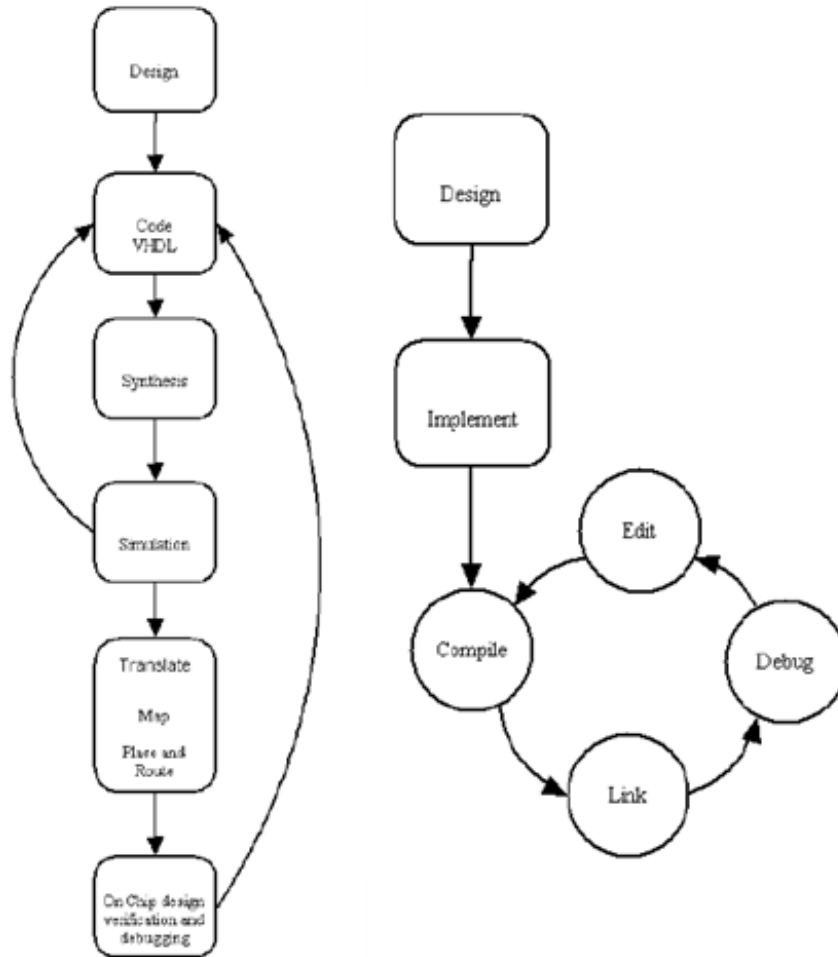 Design
Code
VHDL
Synthesis
Simulation
Translate
Map
Place and
Route
On Chip design
verification and
debugging
Design
Implement
Edit
Compile
Debug
Link